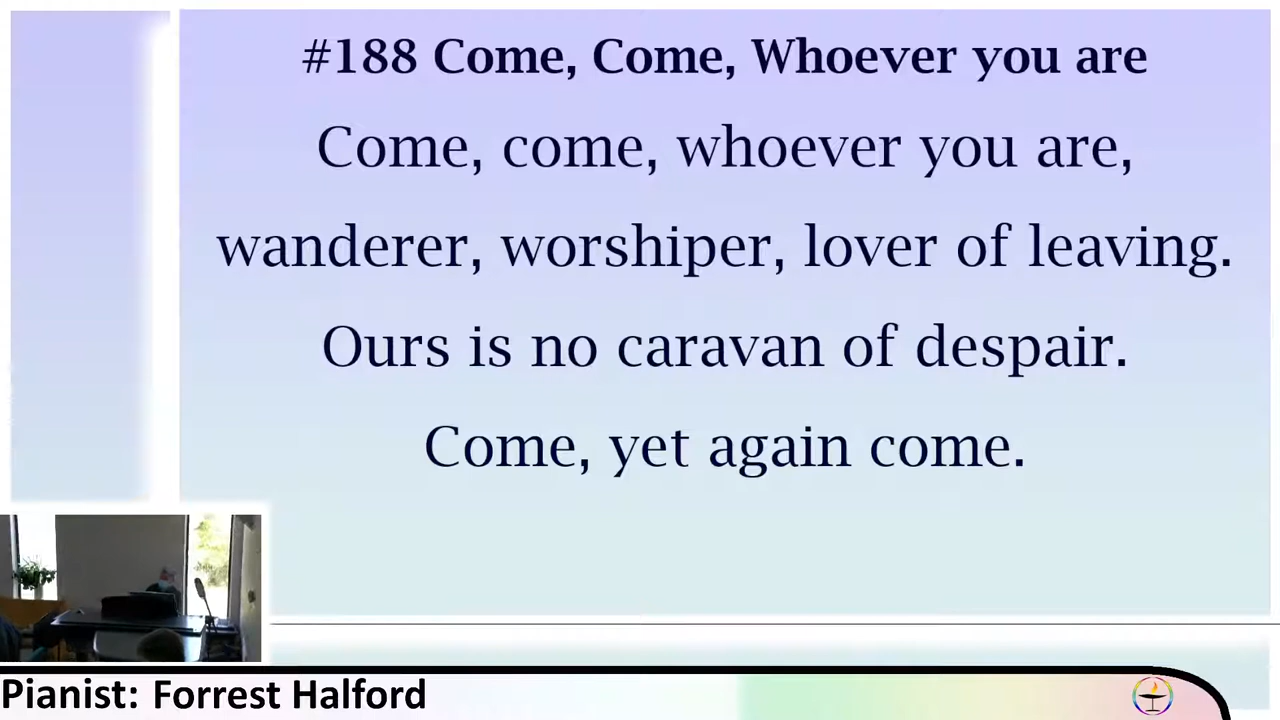 #188 Come, Come, Whoever you are
Come, come, whoever you are,
wanderer, worshiper, lover of leaving.
Ours is no caravan of despair.
Come, yet again come.
Pianist: Forrest Halford